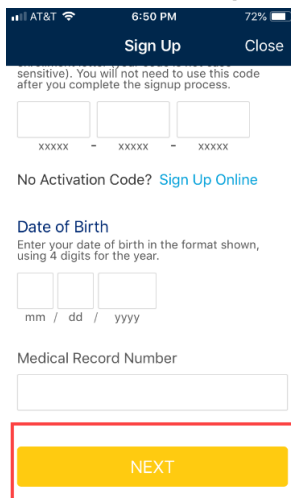 AT&T 6:50 PM 72%
Sign Up Close
sensitive). You will not need to use this code
after you complete the signup process.
xxxxx - xxxxx - xxxxx
No Activation Code? Sign Up Online
Date of Birth
Enter your date of birth in the format shown,
using 4 digits for the year.
mm / dd / yyyy
Medical Record Number
NEXT